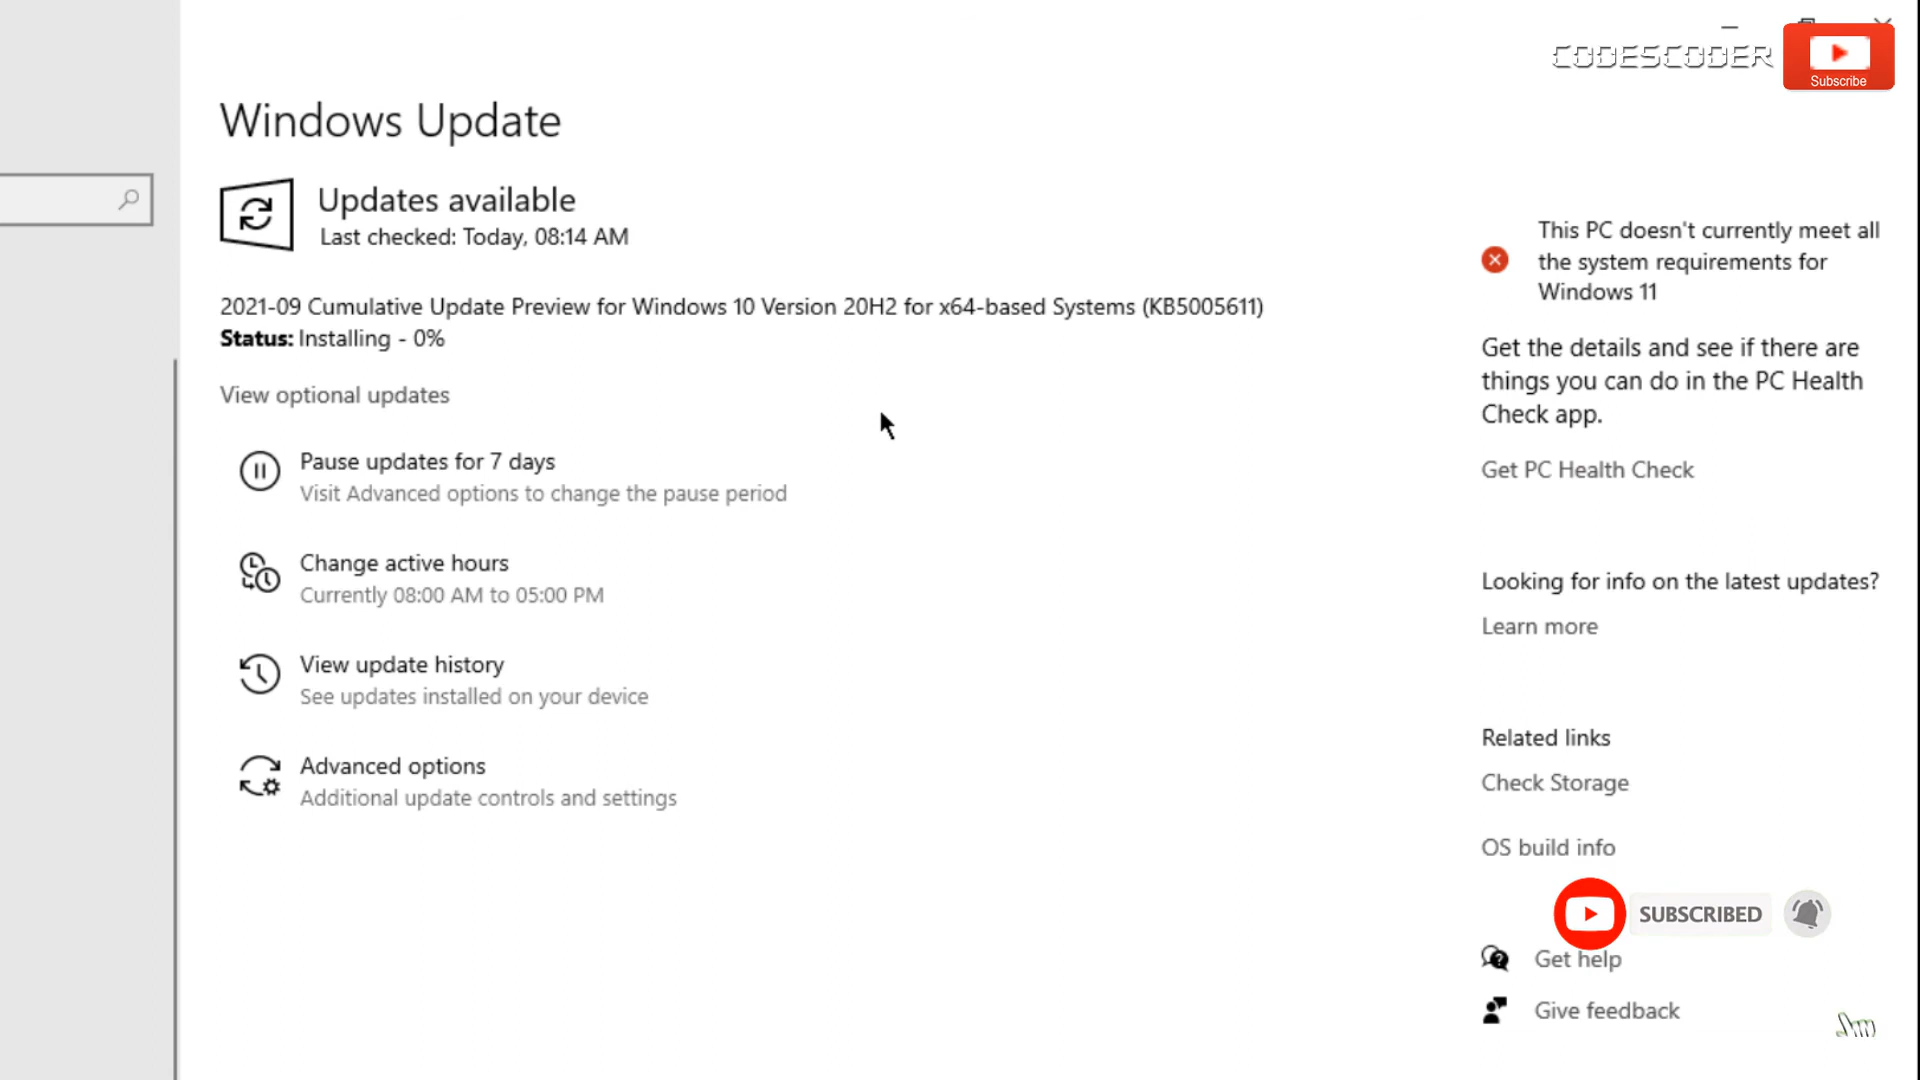 CODESCODER
Subscribe
Windows Update
Updates available
Last checked: Today, 08:14 AM
2021-09 Cumulative Update Preview for Windows 10 Version 20H2 for x64-based Systems (KB5005611)
Status: Installing - 0%
View optional updates
Pause updates for 7 days
Visit Advanced options to change the pause period
Change active hours
Currently 08:00 AM to 05:00 PM
View update history
See updates installed on your device
Advanced options
Additional update controls and settings
This PC doesn't currently meet all
the system requirements for
Windows 11
Get the details and see if there are
things you can do in the PC Health
Check app.
Get PC Health Check
Looking for info on the latest updates?
Learn more
Related links
Check Storage
OS build info
SUBSCRIBED
Get help
Give feedback